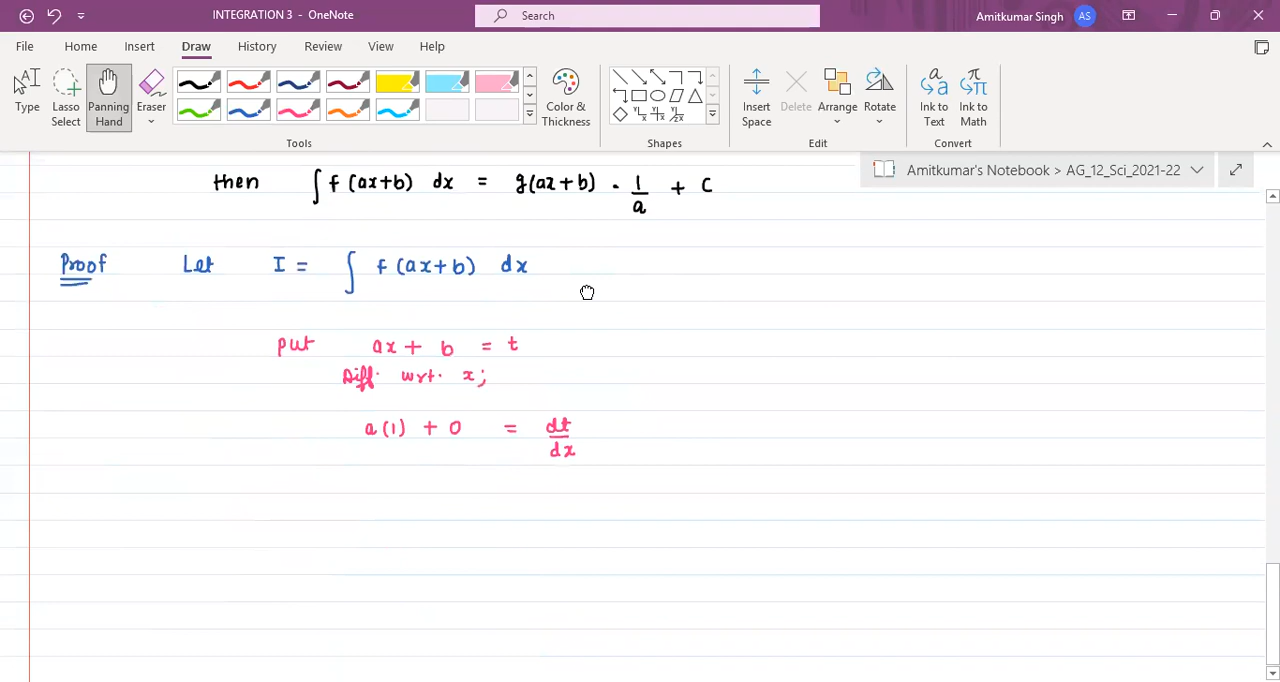 INTEGRATION 3 - OneNote
Search
Amitkumar Singh AS
File Home Insert Draw History Review View Help
Type Lasso Select Panning Hand Eraser Color & Thickness Insert Space Delete Arrange Rotate Ink to Text Ink to Math
Tools Shapes Edit Convert
Amitkumar's Notebook > AG_12_Sci_2021-22
then ∫ f (ax+b) dx = g(ax+b) · 1/a + C
Proof Let I = ∫ f (ax+b) dx
put ax + b = t
Diff. w.r.t. x;
a(1) + 0 = dt/dx